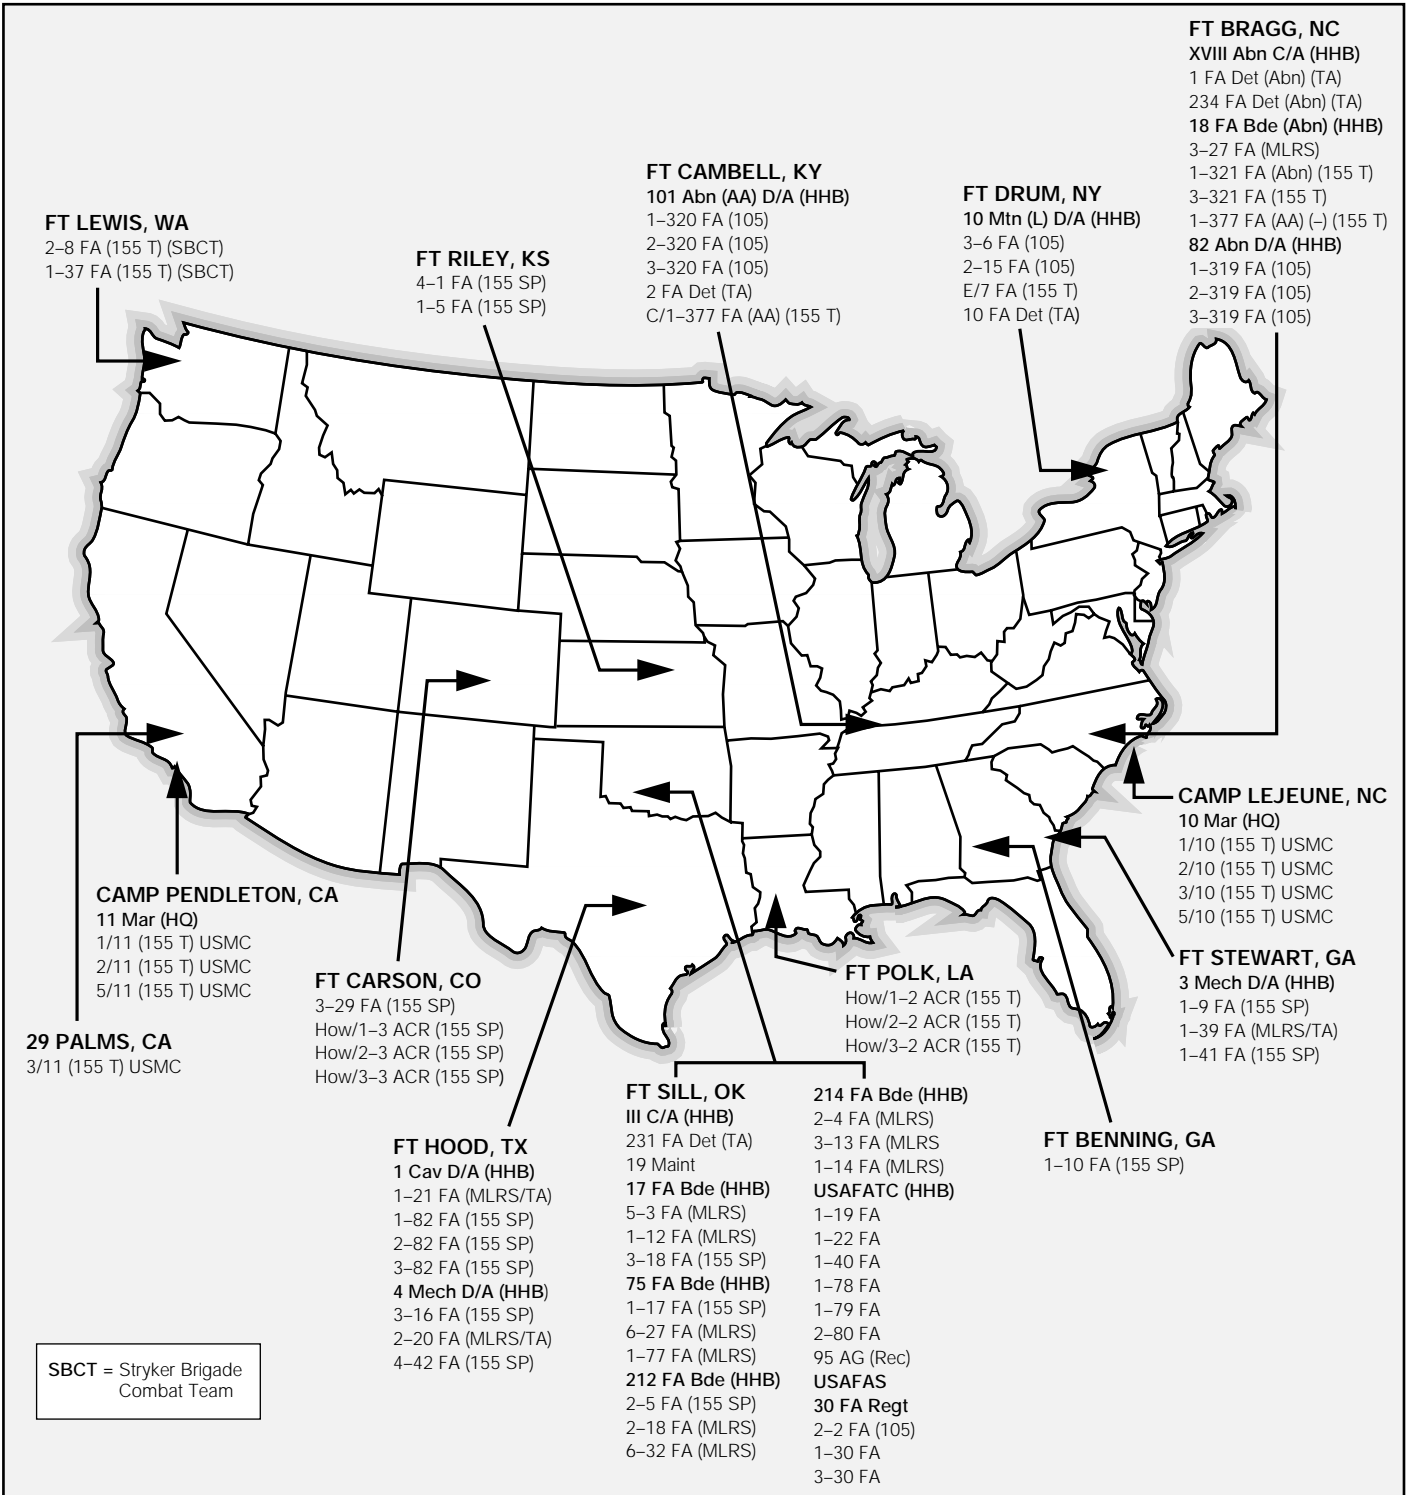 FT BRAGG, NC
XVIII Abn C/A (HHB)
1 FA Det (Abn) (TA)
234 FA Det (Abn) (TA)
18 FA Bde (Abn) (HHB)
3–27 FA (MLRS)
1–321 FA (Abn) (155 T)
3–321 FA (155 T)
1–377 FA (AA) (–) (155 T)
82 Abn D/A (HHB)
1–319 FA (105)
2–319 FA (105)
3–319 FA (105)
FT CAMBELL, KY
101 Abn (AA) D/A (HHB)
1–320 FA (105)
2–320 FA (105)
3–320 FA (105)
2 FA Det (TA)
C/1–377 FA (AA) (155 T)
FT DRUM, NY
10 Mtn (L) D/A (HHB)
3–6 FA (105)
2–15 FA (105)
E/7 FA (155 T)
10 FA Det (TA)
FT LEWIS, WA
2–8 FA (155 T) (SBCT)
1–37 FA (155 T) (SBCT)
FT RILEY, KS
4–1 FA (155 SP)
1–5 FA (155 SP)
CAMP LEJEUNE, NC
10 Mar (HQ)
1/10 (155 T) USMC
2/10 (155 T) USMC
3/10 (155 T) USMC
5/10 (155 T) USMC
CAMP PENDLETON, CA
11 Mar (HQ)
1/11 (155 T) USMC
2/11 (155 T) USMC
5/11 (155 T) USMC
29 PALMS, CA
3/11 (155 T) USMC
FT CARSON, CO
3–29 FA (155 SP)
How/1–3 ACR (155 SP)
How/2–3 ACR (155 SP)
How/3–3 ACR (155 SP)
FT POLK, LA
How/1–2 ACR (155 T)
How/2–2 ACR (155 T)
How/3–2 ACR (155 T)
FT STEWART, GA
3 Mech D/A (HHB)
1–9 FA (155 SP)
1–39 FA (MLRS/TA)
1–41 FA (155 SP)
FT HOOD, TX
1 Cav D/A (HHB)
1–21 FA (MLRS/TA)
1–82 FA (155 SP)
2–82 FA (155 SP)
3–82 FA (155 SP)
4 Mech D/A (HHB)
3–16 FA (155 SP)
2–20 FA (MLRS/TA)
4–42 FA (155 SP)
FT SILL, OK
III C/A (HHB)
231 FA Det (TA)
19 Maint
17 FA Bde (HHB)
5–3 FA (MLRS)
1–12 FA (MLRS)
3–18 FA (155 SP)
75 FA Bde (HHB)
1–17 FA (155 SP)
6–27 FA (MLRS)
1–77 FA (MLRS)
212 FA Bde (HHB)
2–5 FA (155 SP)
2–18 FA (MLRS)
6–32 FA (MLRS)
214 FA Bde (HHB)
2–4 FA (MLRS)
3–13 FA (MLRS
1–14 FA (MLRS)
USAFATC (HHB)
1–19 FA
1–22 FA
1–40 FA
1–78 FA
1–79 FA
2–80 FA
95 AG (Rec)
USAFAS
30 FA Regt
2–2 FA (105)
1–30 FA
3–30 FA
FT BENNING, GA
1–10 FA (155 SP)
SBCT = Stryker Brigade
Combat Team